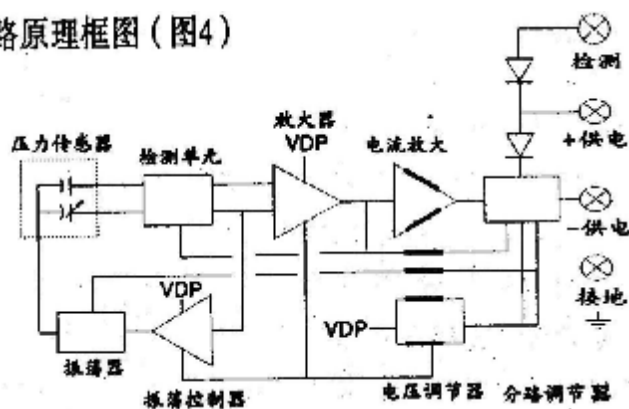 路原理框图（图4）
检测
放大器
VDP
压力传感器
检测单元
电流放大
+供电
-供电
VDP
接地
VDP
振荡器
振荡控制器
电压调节器
分路调节器